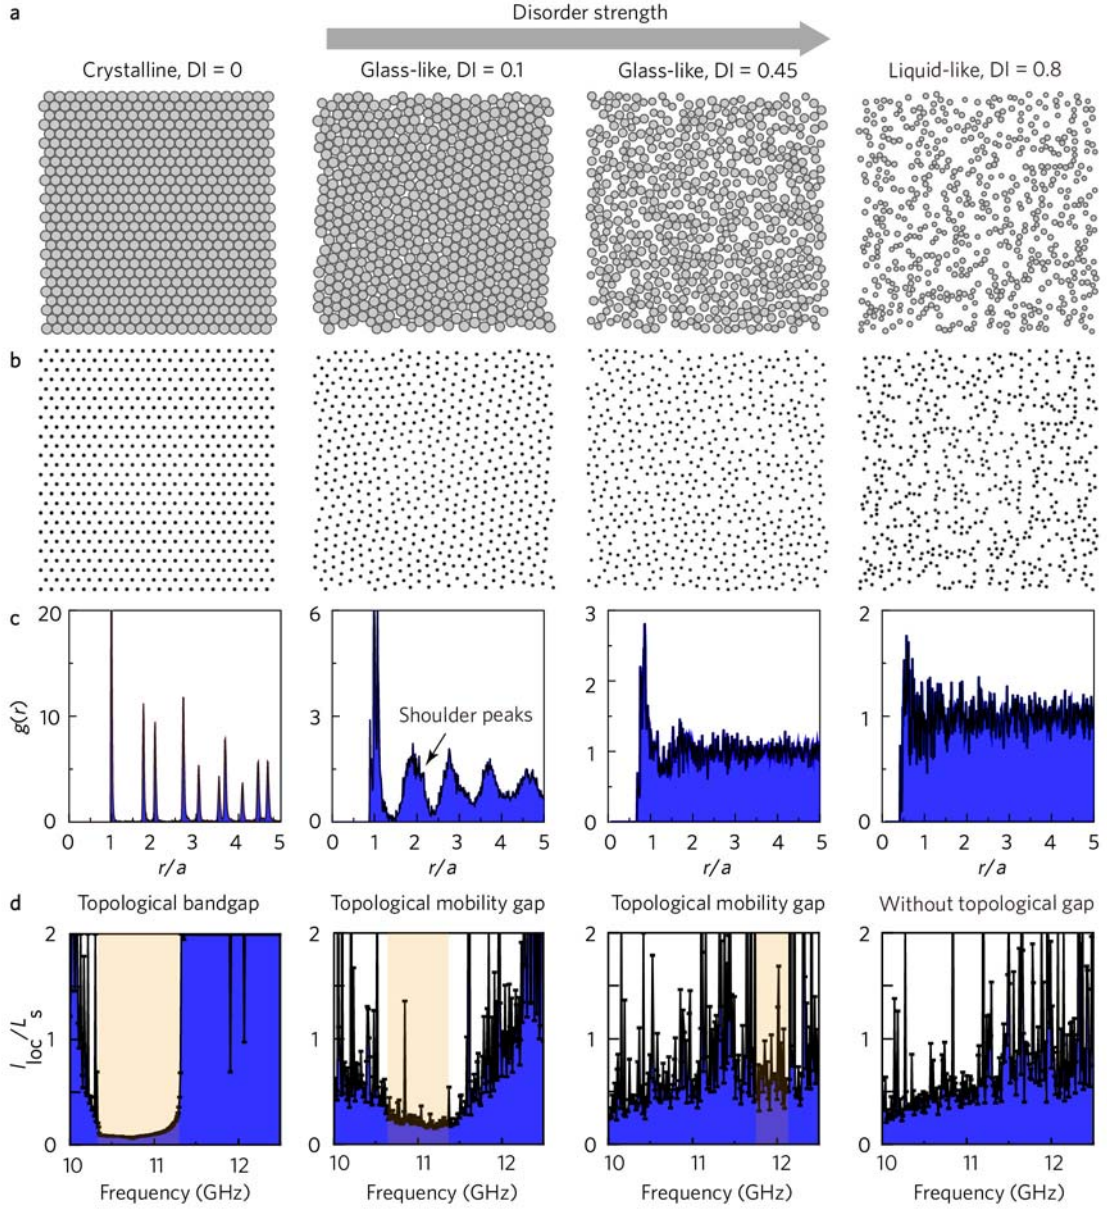 a
Disorder strength
Crystalline, DI = 0
Glass-like, DI = 0.1
Glass-like, DI = 0.45
Liquid-like, DI = 0.8
b
c
20
10
0
g(r)
0 1 2 3 4 5
r/a
6
3
0
Shoulder peaks
0 1 2 3 4 5
r/a
3
2
1
0
0 1 2 3 4 5
r/a
2
1
0
0 1 2 3 4 5
r/a
d
Topological bandgap
Topological mobility gap
Topological mobility gap
Without topological gap
2
1
0
l_loc/L_s
10 11 12
Frequency (GHz)
2
1
0
10 11 12
Frequency (GHz)
2
1
0
10 11 12
Frequency (GHz)
2
1
0
10 11 12
Frequency (GHz)